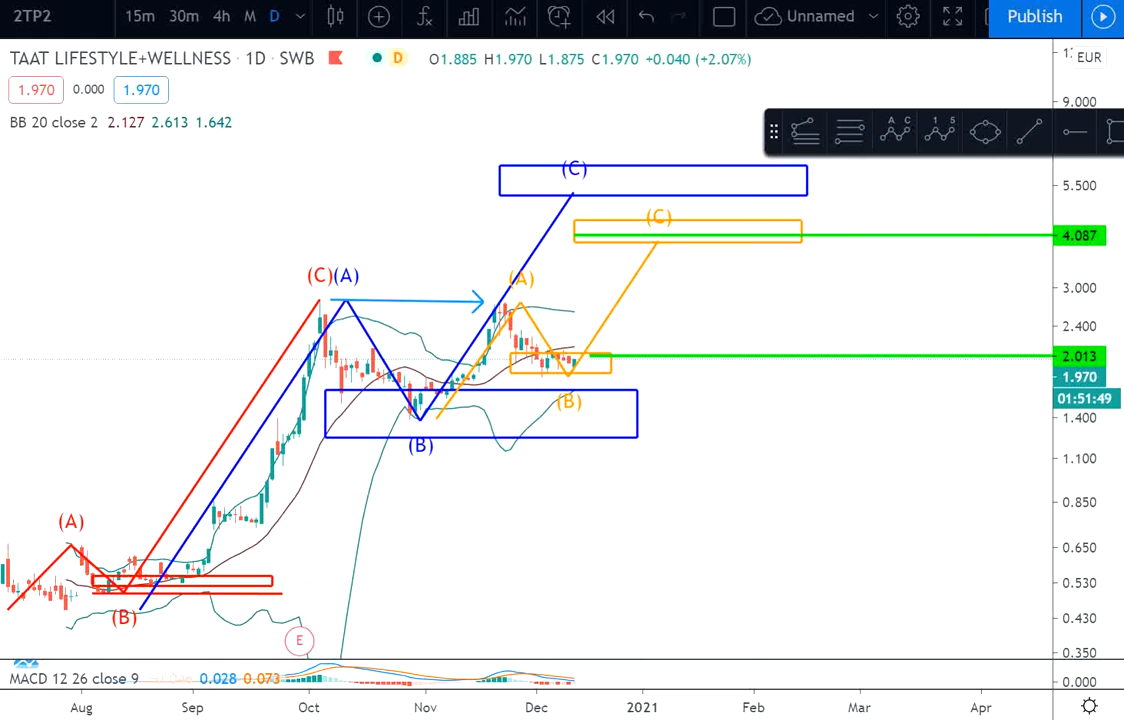 2TP2 15m 30m 4h M D Unnamed Publish
TAAT LIFESTYLE+WELLNESS · 1D · SWB D O1.885 H1.970 L1.875 C1.970 +0.040 (+2.07%)
EUR
1.970 0.000 1.970
9.000
BB 20 close 2 2.127 2.613 1.642
A C 1 5
(C)
5.500
(C)
4.087
(C) (A)
(A)
3.000
2.400
2.013
1.970
01:51:49
(B)
1.400
(B)
1.100
0.850
(A)
0.650
0.530
(B)
0.430
E
0.350
MACD 12 26 close 9 0.028 0.073
0.000
Aug Sep Oct Nov Dec 2021 Feb Mar Apr